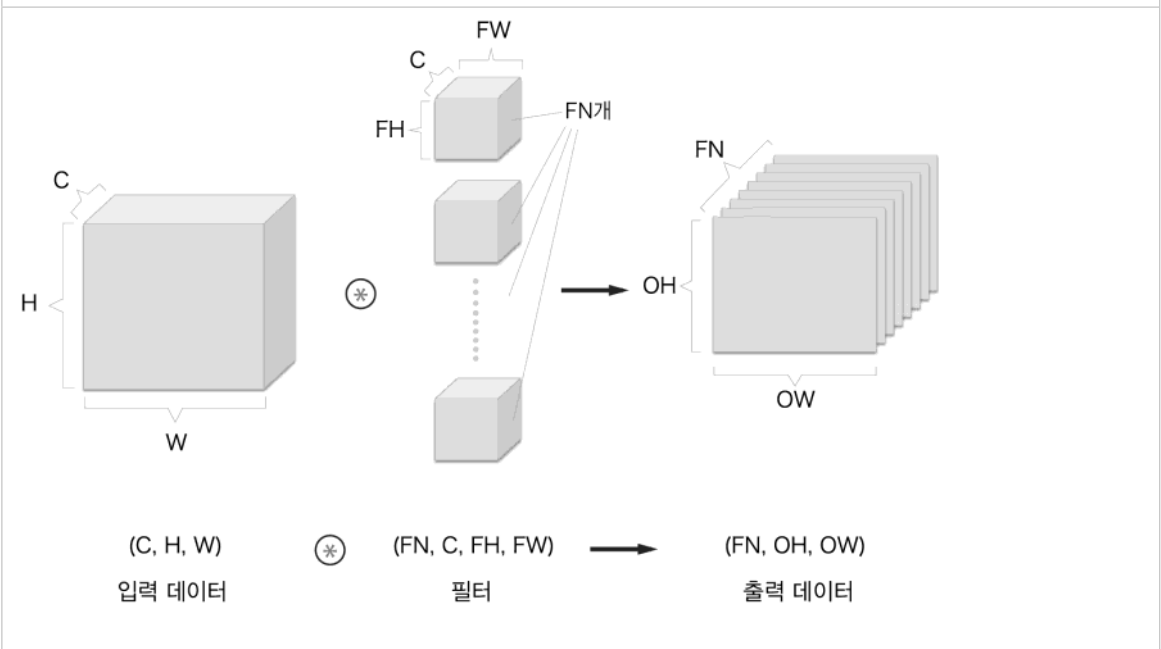 FW
C
FN개
FH
FN
C
H
OH
OW
W
(C, H, W)
(FN, C, FH, FW)
(FN, OH, OW)
입력 데이터
필터
출력 데이터